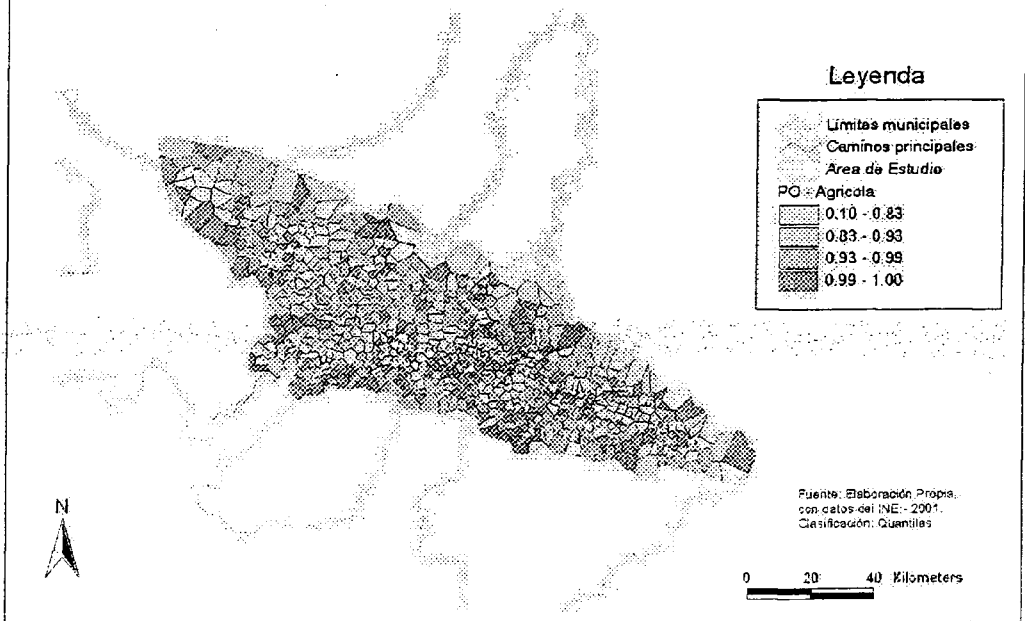 Leyenda
Límites municipales
Caminos principales
Area de Estudio
PO - Agricola
0.10 - 0.83
0.83 - 0.93
0.93 - 0.99
0.99 - 1.00
Fuente: Elaboración Propia,
con datos del INE - 2001.
Clasificación: Quantiles
N
0 20 40 Kilometers